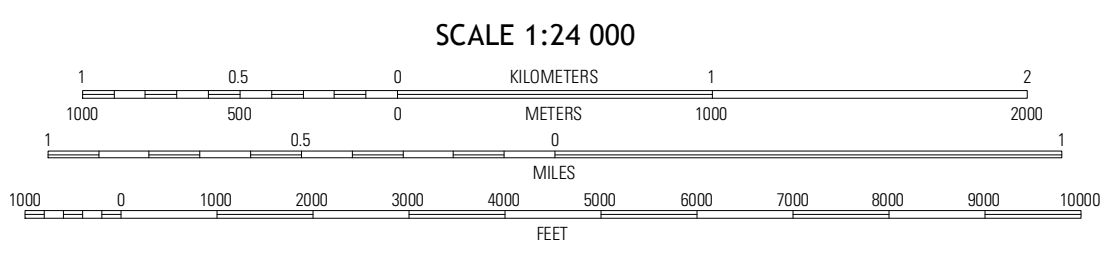 SCALE 1:24 000
1 0.5 0 KILOMETERS 1 2
1000 500 0 METERS 1000 2000
1 0.5 0 1
MILES
1000 0 1000 2000 3000 4000 5000 6000 7000 8000 9000 10000
FEET